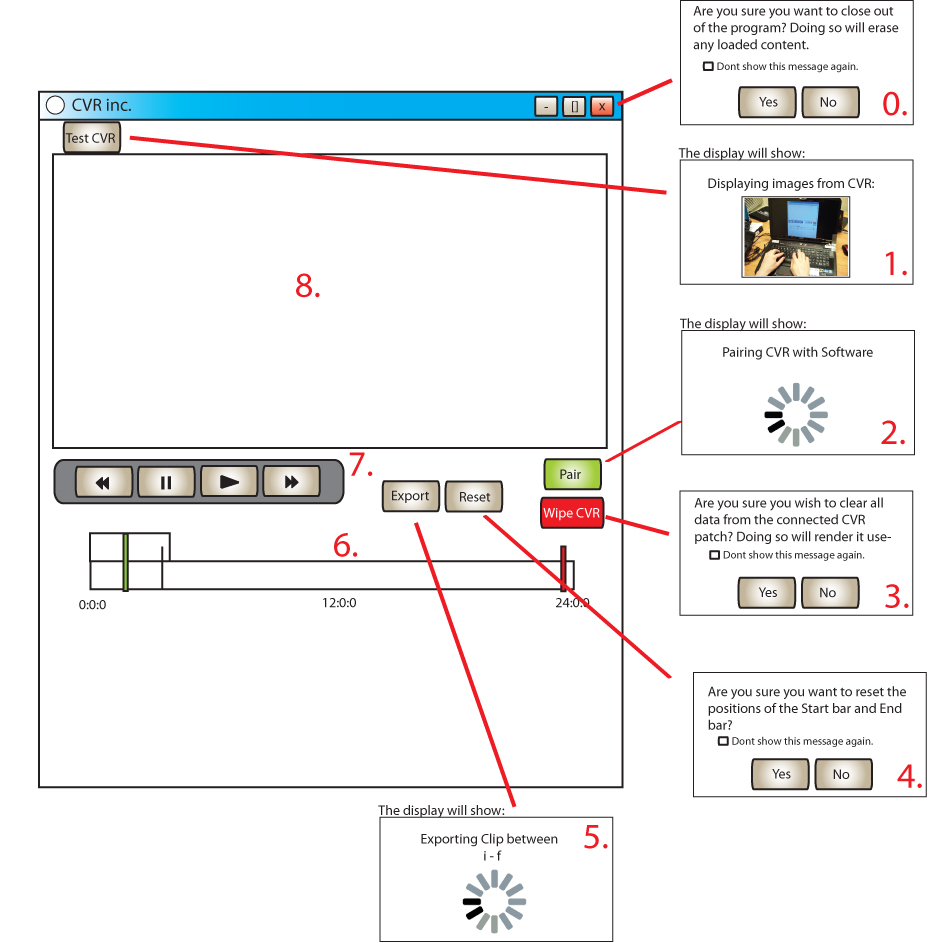 Are you sure you want to close out
of the program? Doing so will erase
any loaded content.
Dont show this message again.
Yes No
0.
CVR inc.
- [] x
Test CVR
The display will show:
Displaying images from CVR:
1.
8.
The display will show:
Pairing CVR with Software
2.
7.
Pair
Export Reset
Wipe CVR
Are you sure you wish to clear all
data from the connected CVR
patch? Doing so will render it use-
Dont show this message again.
Yes No
3.
6.
0:0:0 12:0:0 24:0:0
Are you sure you want to reset the
positions of the Start bar and End
bar?
Dont show this message again.
Yes No
4.
The display will show:
Exporting Clip between
i - f
5.